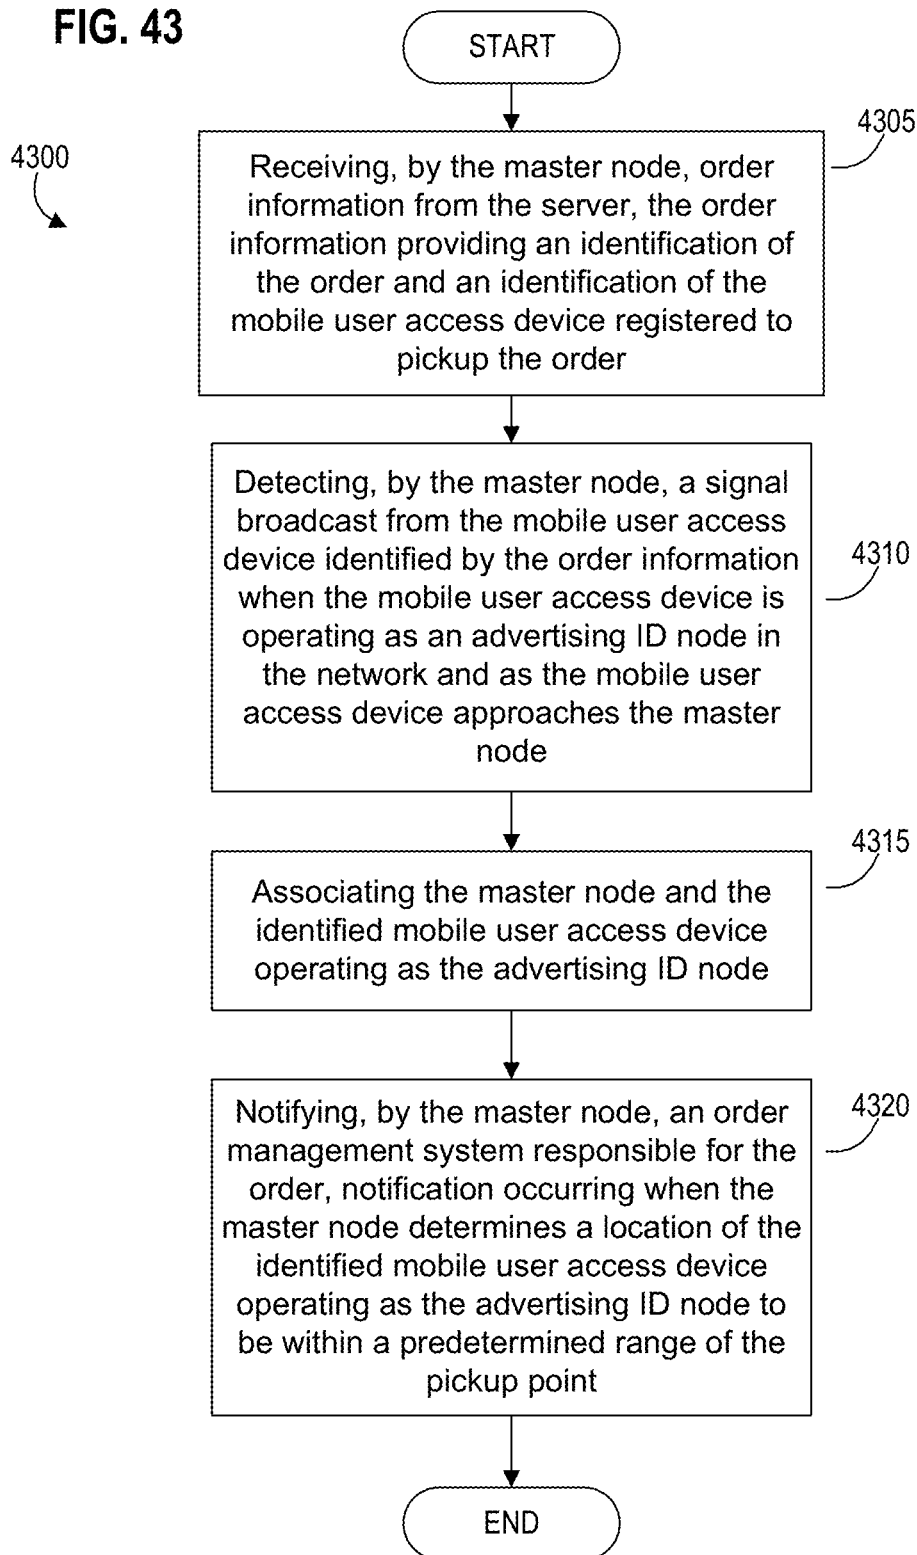 FIG. 43
START
4300
4305
Receiving, by the master node, order
information from the server, the order
information providing an identification of
the order and an identification of the
mobile user access device registered to
pickup the order
Detecting, by the master node, a signal
broadcast from the mobile user access
device identified by the order information
when the mobile user access device is
operating as an advertising ID node in
the network and as the mobile user
access device approaches the master
node
4310
4315
Associating the master node and the
identified mobile user access device
operating as the advertising ID node
Notifying, by the master node, an order
management system responsible for the
order, notification occurring when the
master node determines a location of the
identified mobile user access device
operating as the advertising ID node to
be within a predetermined range of the
pickup point
4320
END